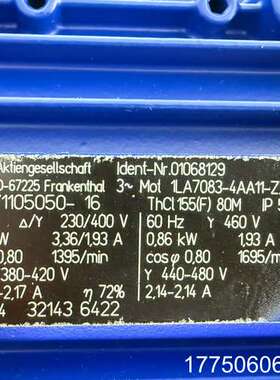 Aktiengesellschaft Ident-Nr.01068129
D-67225 Frankenthal 3~ Mot 1LA7083-4AA11-Z
1105050- 16 ThCl 155(F) 80M IP 5
Δ/Y 230/400 V 60 Hz Y 460 V
W 3,36/1,93 A 0,86 kW 1,93 A
0,80 1395/min cos φ 0,80 1695/m
380-420 V Y 440-480 V
-2,17 A η 72% 2,14-2,14 A
4 32143 6422
17750606